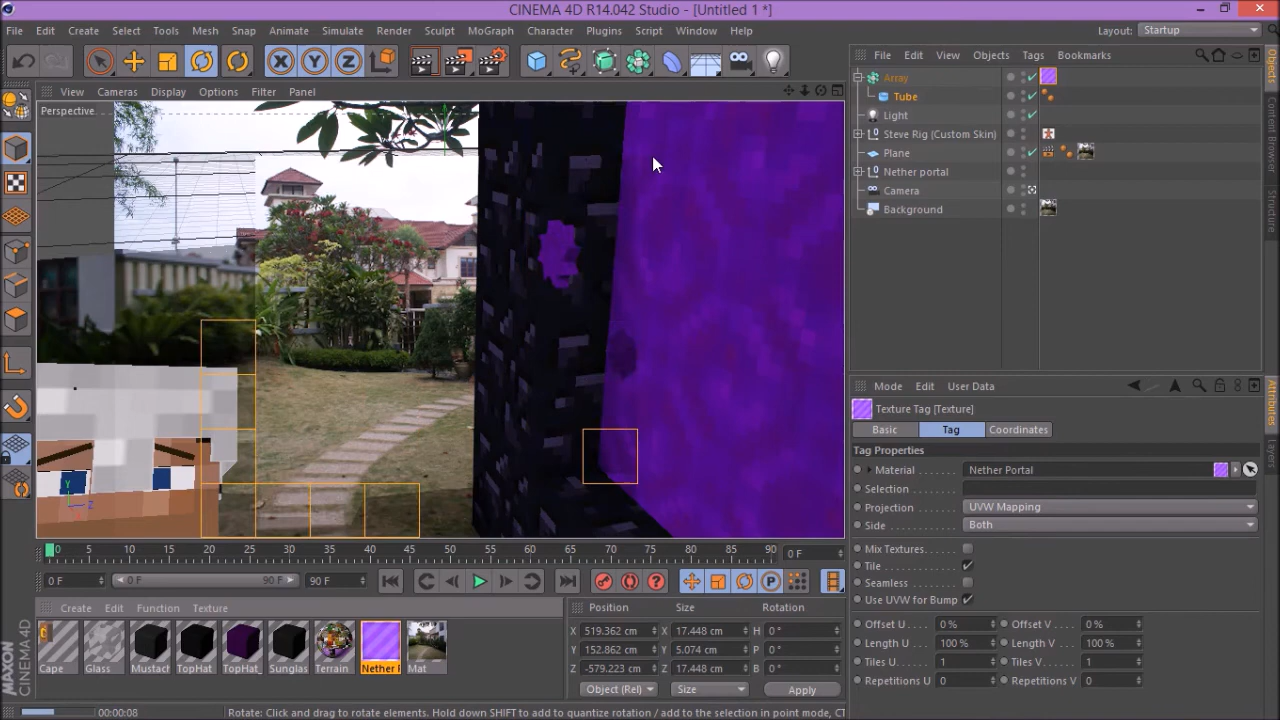 CINEMA 4D R14.042 Studio - [Untitled 1 *]
File Edit Create Select Tools Mesh Snap Animate Simulate Render Sculpt MoGraph Character Plugins Script Window Help
Layout: Startup
View Cameras Display Options Filter Panel
Perspective
File Edit View Objects Tags Bookmarks
Array
Tube
Light
Steve Rig (Custom Skin)
Plane
Nether portal
Camera
Background
Objects
Content Browser
Structure
Mode Edit User Data
Texture Tag [Texture]
Basic Tag Coordinates
Tag Properties
Material Nether Portal
Selection
Projection UVW Mapping
Side Both
Mix Textures
Tile
Seamless
Use UVW for Bump
Offset U 0 % Offset V 0 %
Length U 100 % Length V 100 %
Tiles U 1 Tiles V 1
Repetitions U 0 Repetitions V 0
Attributes
Layers
Y
Z
0 5 10 15 20 25 30 35 40 45 50 55 60 65 70 75 80 85 90 0 F
0 F 0 F 90 F 90 F
Create Edit Function Texture
Cape Glass Mustach TopHat TopHat_ Sunglas Terrain Nether P Mat
Position Size Rotation
X 519.362 cm X 17.448 cm H 0 °
Y 152.862 cm Y 5.074 cm P 0 °
Z -579.223 cm Z 17.448 cm B 0 °
Object (Rel) Size Apply
MAXON CINEMA 4D
00:00:08 Rotate: Click and drag to rotate elements. Hold down SHIFT to add to quantize rotation / add to the selection in point mode, CT